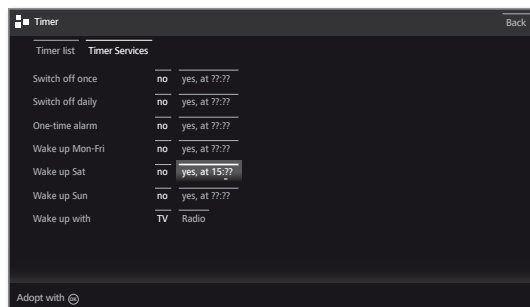 Timer Back
Timer list Timer Services
Switch off once no yes, at ??:??
Switch off daily no yes, at ??:??
One-time alarm no yes, at ??:??
Wake up Mon-Fri no yes, at ??:??
Wake up Sat no yes, at 15:??
Wake up Sun no yes, at ??:??
Wake up with TV Radio
Adopt with OK